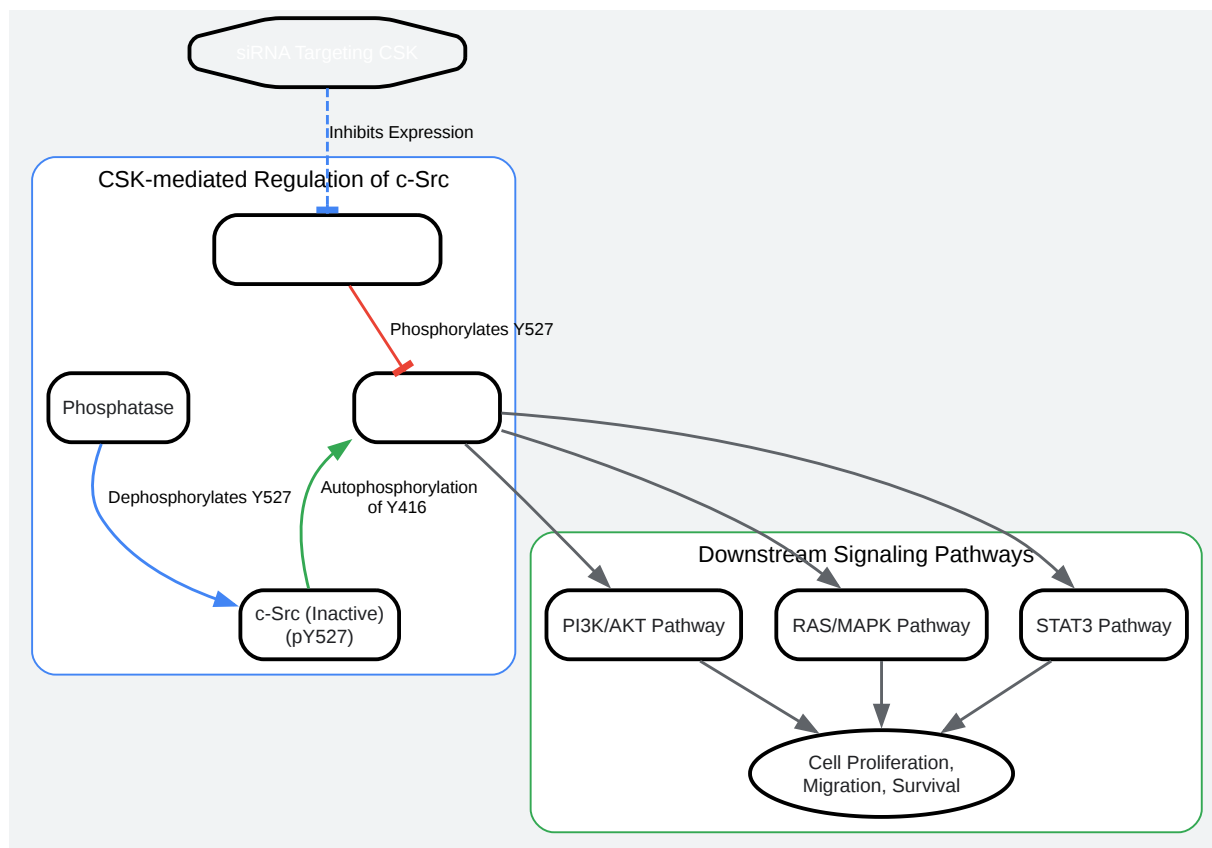 siRNA Targeting CSK
Inhibits Expression
CSK-mediated Regulation of c-Src
Phosphorylates Y527
Phosphatase
Dephosphorylates Y527
Autophosphorylation
of Y416
c-Src (Inactive)
(pY527)
Downstream Signaling Pathways
PI3K/AKT Pathway
RAS/MAPK Pathway
STAT3 Pathway
Cell Proliferation,
Migration, Survival